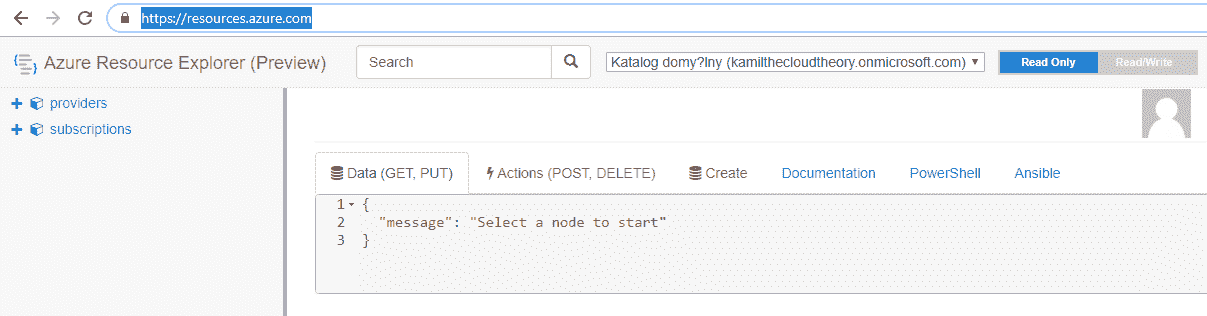 https://resources.azure.com
Azure Resource Explorer (Preview)
Search
Katalog domy?lny (kamilthecloudtheory.onmicrosoft.com)
Read Only
Read/Write
providers
subscriptions
Data (GET, PUT)
Actions (POST, DELETE)
Create
Documentation
PowerShell
Ansible
1 {
2 "message": "Select a node to start"
3 }